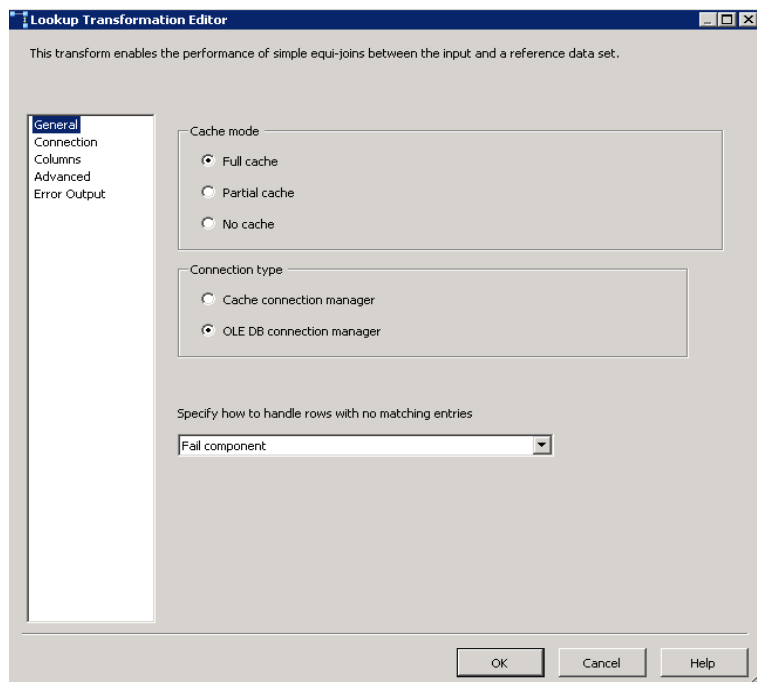 Lookup Transformation Editor
This transform enables the performance of simple equi-joins between the input and a reference data set.
General
Connection
Columns
Advanced
Error Output
Cache mode
Full cache
Partial cache
No cache
Connection type
Cache connection manager
OLE DB connection manager
Specify how to handle rows with no matching entries
Fail component
OK
Cancel
Help